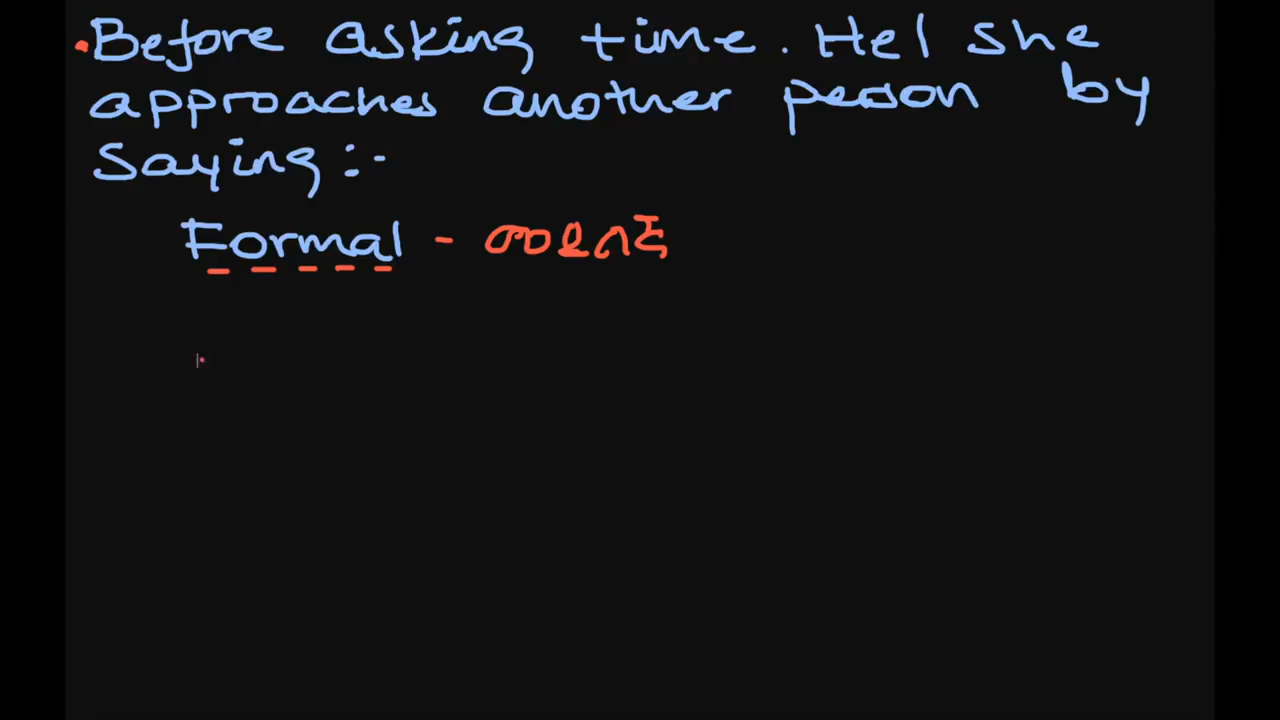 • Before asking time. He/ she
approaches another person by
Saying :-
Formal -